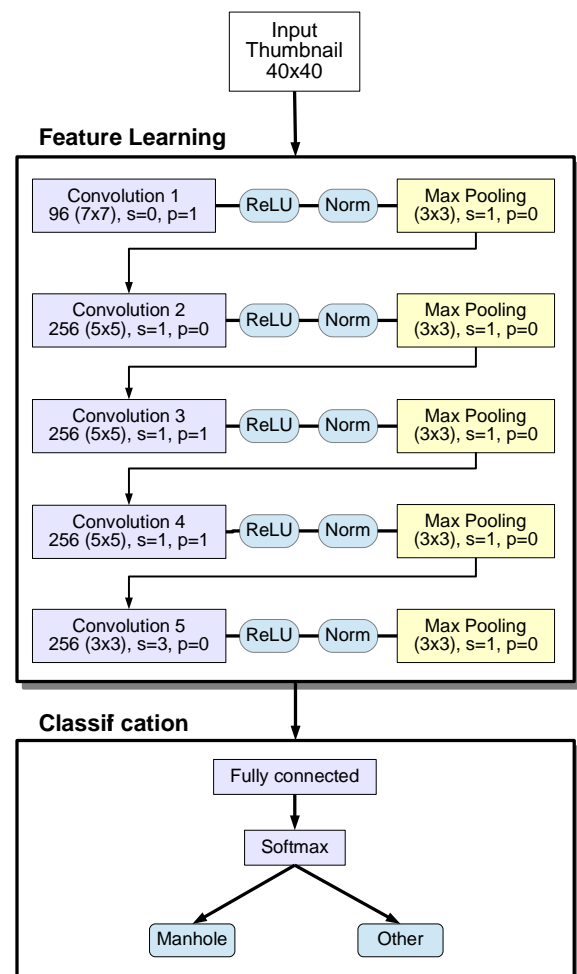 Input
Thumbnail
40x40
Feature Learning
Convolution 1
96 (7x7), s=0, p=1
ReLU
Norm
Max Pooling
(3x3), s=1, p=0
Convolution 2
256 (5x5), s=1, p=0
ReLU
Norm
Max Pooling
(3x3), s=1, p=0
Convolution 3
256 (5x5), s=1, p=1
ReLU
Norm
Max Pooling
(3x3), s=1, p=0
Convolution 4
256 (5x5), s=1, p=1
ReLU
Norm
Max Pooling
(3x3), s=1, p=0
Convolution 5
256 (3x3), s=3, p=0
ReLU
Norm
Max Pooling
(3x3), s=1, p=0
Classif cation
Fully connected
Softmax
Manhole
Other